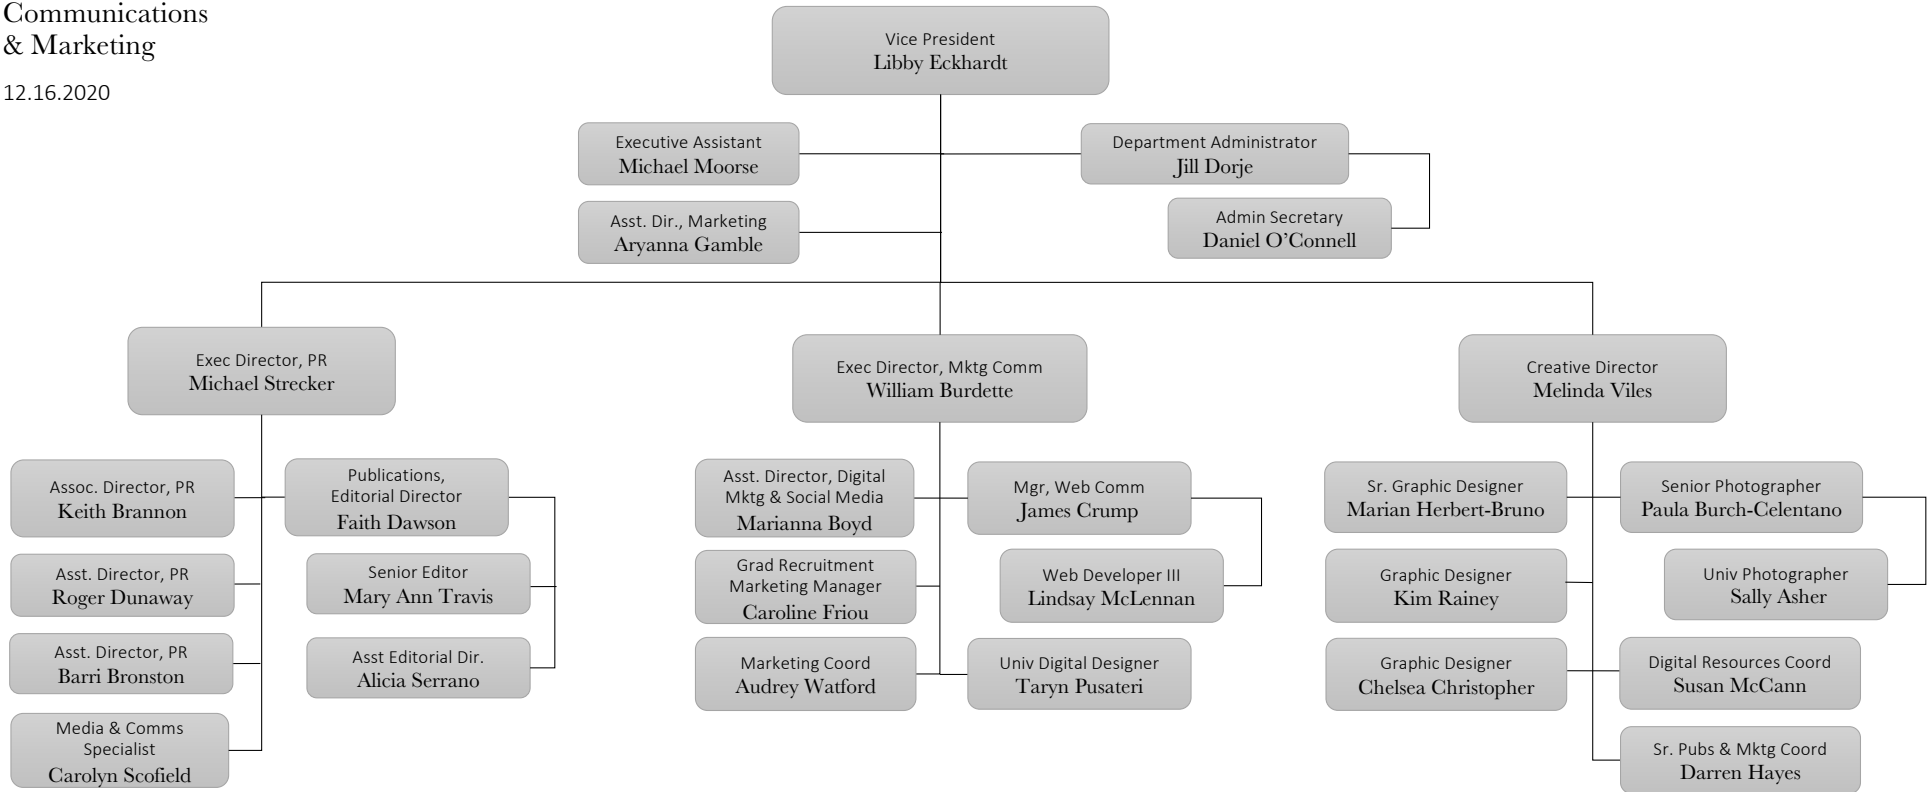 Communications
& Marketing
12.16.2020
Vice President
Libby Eckhardt
Executive Assistant
Michael Moorse
Department Administrator
Jill Dorje
Asst. Dir., Marketing
Aryanna Gamble
Admin Secretary
Daniel O’Connell
Exec Director, PR
Michael Strecker
Assoc. Director, PR
Keith Brannon
Publications,
Editorial Director
Faith Dawson
Asst. Director, PR
Roger Dunaway
Senior Editor
Mary Ann Travis
Asst. Director, PR
Barri Bronston
Asst Editorial Dir.
Alicia Serrano
Media & Comms
Specialist
Carolyn Scofield
Exec Director, Mktg Comm
William Burdette
Asst. Director, Digital
Mktg & Social Media
Marianna Boyd
Mgr, Web Comm
James Crump
Grad Recruitment
Marketing Manager
Caroline Friou
Web Developer III
Lindsay McLennan
Marketing Coord
Audrey Watford
Univ Digital Designer
Taryn Pusateri
Creative Director
Melinda Viles
Sr. Graphic Designer
Marian Herbert-Bruno
Senior Photographer
Paula Burch-Celentano
Graphic Designer
Kim Rainey
Univ Photographer
Sally Asher
Graphic Designer
Chelsea Christopher
Digital Resources Coord
Susan McCann
Sr. Pubs & Mktg Coord
Darren Hayes